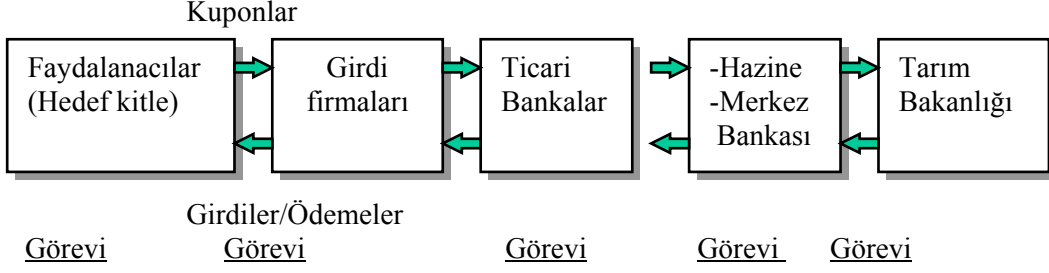 Kuponlar
Faydalanacılar
(Hedef kitle)
Girdi
firmaları
Ticari
Bankalar
-Hazine
-Merkez
Bankası
Tarım
Bakanlığı
Girdiler/Ödemeler
Görevi Görevi Görevi Görevi Görevi